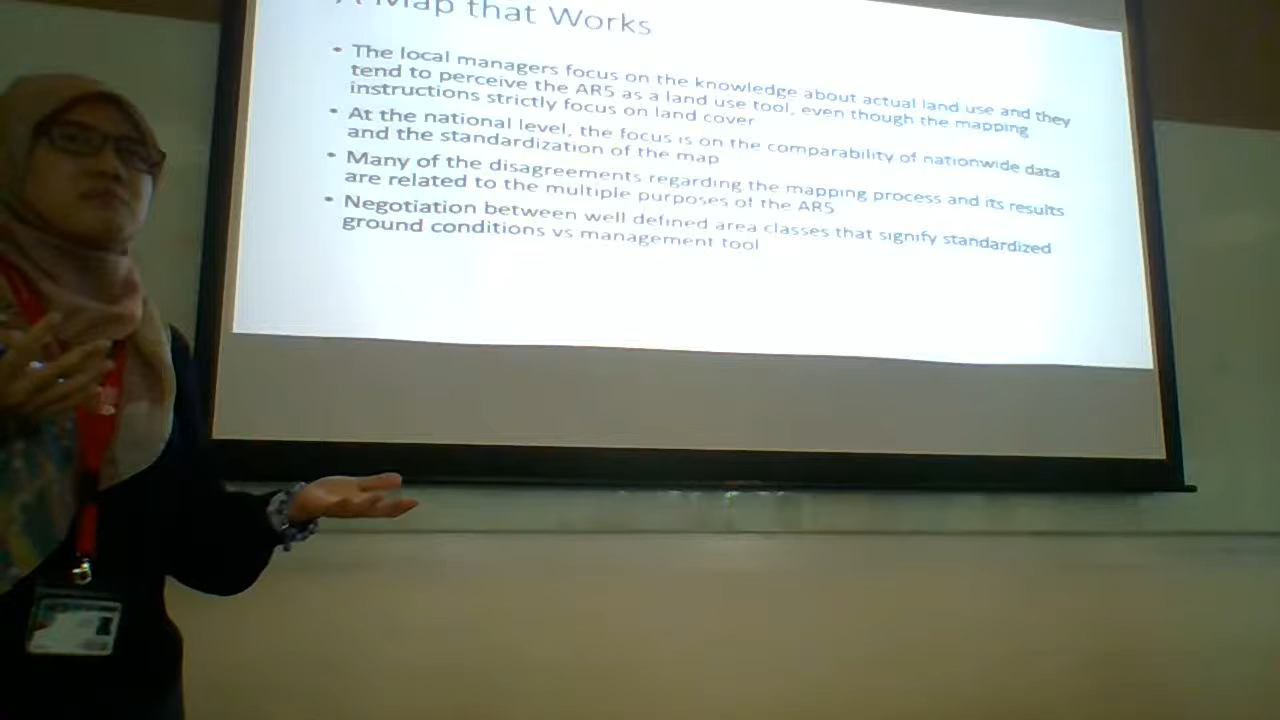 A Map that Works
• The local managers focus on the knowledge about actual land use and they
tend to perceive the AR5 as a land use tool, even though the mapping
instructions strictly focus on land cover
• At the national level, the focus is on the comparability of nationwide data
and the standardization of the map
• Many of the disagreements regarding the mapping process and its results
are related to the multiple purposes of the AR5
• Negotiation between well defined area classes that signify standardized
ground conditions vs management tool